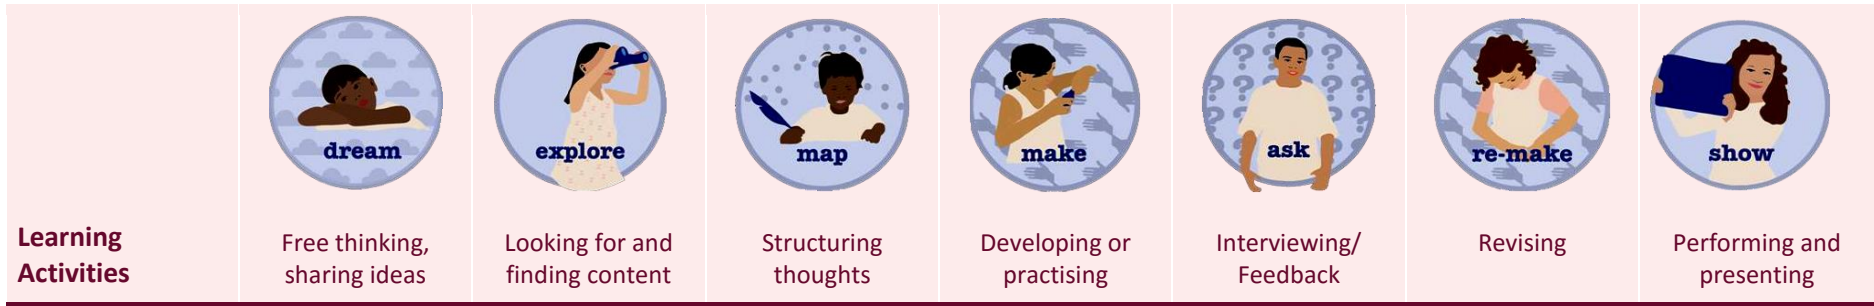 dream
explore
map
make
ask
re-make
show
Learning
Activities
Free thinking,
sharing ideas
Looking for and
finding content
Structuring
thoughts
Developing or
practising
Interviewing/
Feedback
Revising
Performing and
presenting